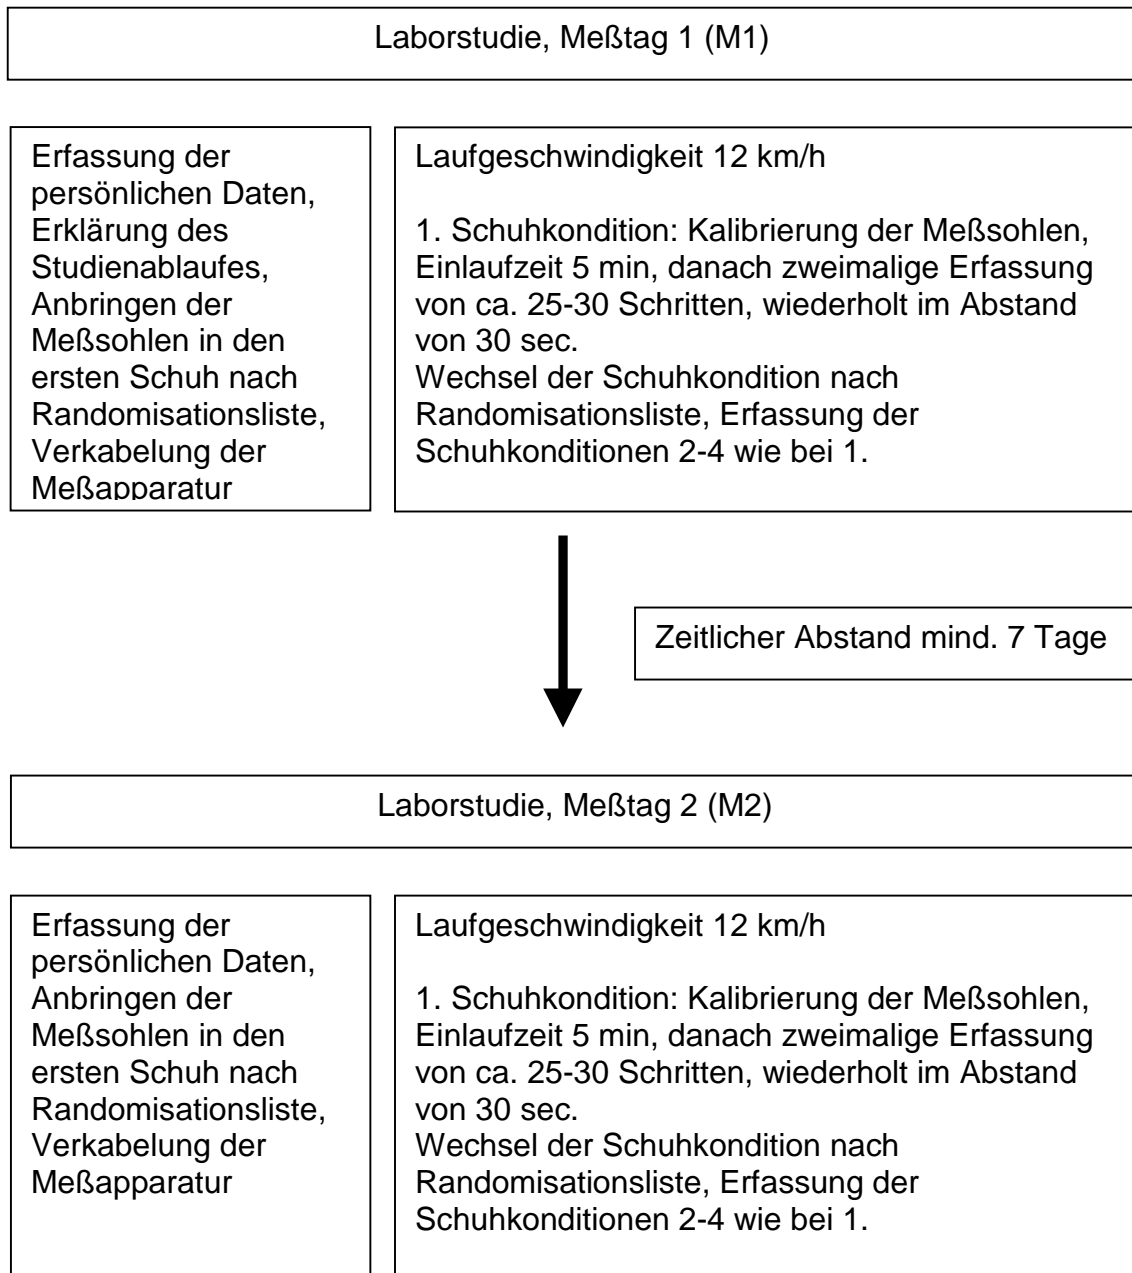 Laborstudie, Meßtag 1 (M1)
Erfassung der
persönlichen Daten,
Erklärung des
Studienablaufes,
Anbringen der
Meßsohlen in den
ersten Schuh nach
Randomisationsliste,
Verkabelung der
Meßapparatur
Laufgeschwindigkeit 12 km/h
1. Schuhkondition: Kalibrierung der Meßsohlen,
Einlaufzeit 5 min, danach zweimalige Erfassung
von ca. 25-30 Schritten, wiederholt im Abstand
von 30 sec.
Wechsel der Schuhkondition nach
Randomisationsliste, Erfassung der
Schuhkonditionen 2-4 wie bei 1.
Zeitlicher Abstand mind. 7 Tage
Laborstudie, Meßtag 2 (M2)
Erfassung der
persönlichen Daten,
Anbringen der
Meßsohlen in den
ersten Schuh nach
Randomisationsliste,
Verkabelung der
Meßapparatur
Laufgeschwindigkeit 12 km/h
1. Schuhkondition: Kalibrierung der Meßsohlen,
Einlaufzeit 5 min, danach zweimalige Erfassung
von ca. 25-30 Schritten, wiederholt im Abstand
von 30 sec.
Wechsel der Schuhkondition nach
Randomisationsliste, Erfassung der
Schuhkonditionen 2-4 wie bei 1.